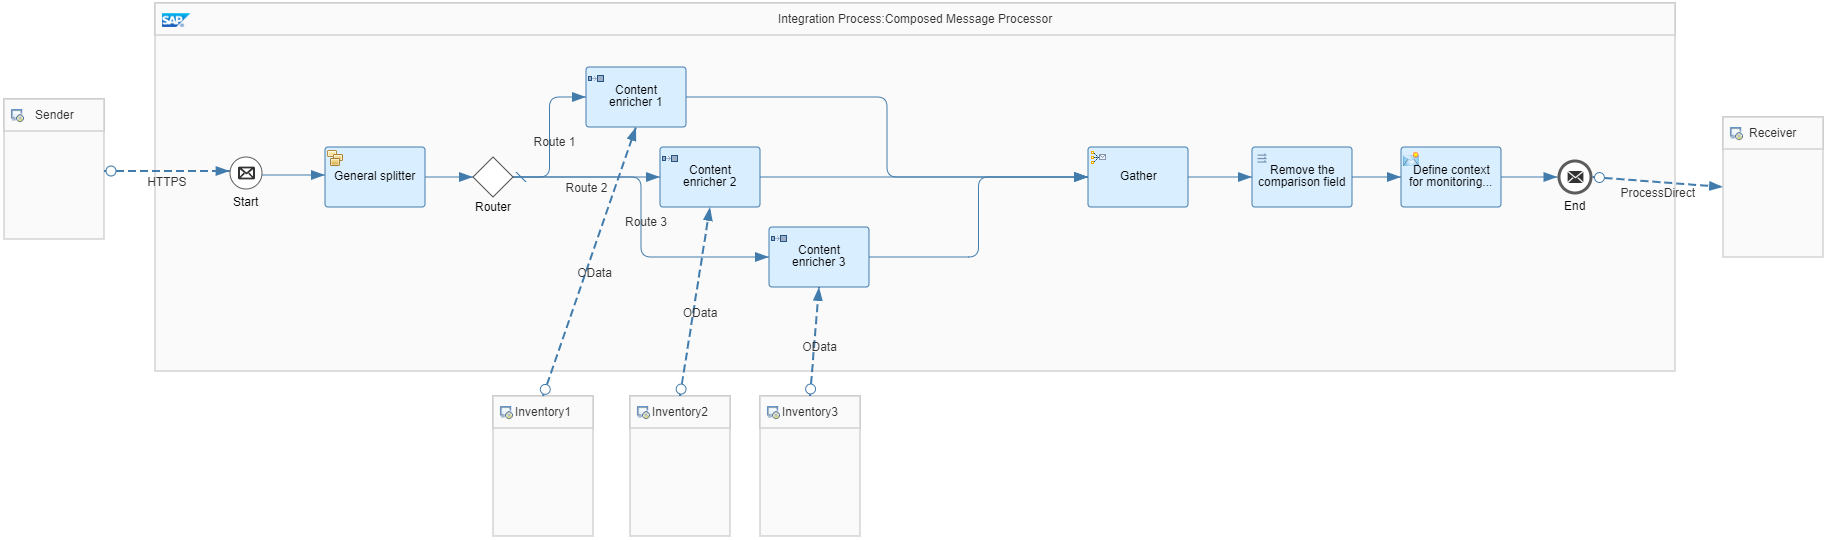 SAP
Integration Process:Composed Message Processor
Sender
HTTPS
Start
General splitter
Router
Route 1
Content
enricher 1
Route 2
Content
enricher 2
Route 3
Content
enricher 3
OData
OData
OData
Gather
Remove the
comparison field
Define context
for monitoring...
End
ProcessDirect
Receiver
Inventory1
Inventory2
Inventory3